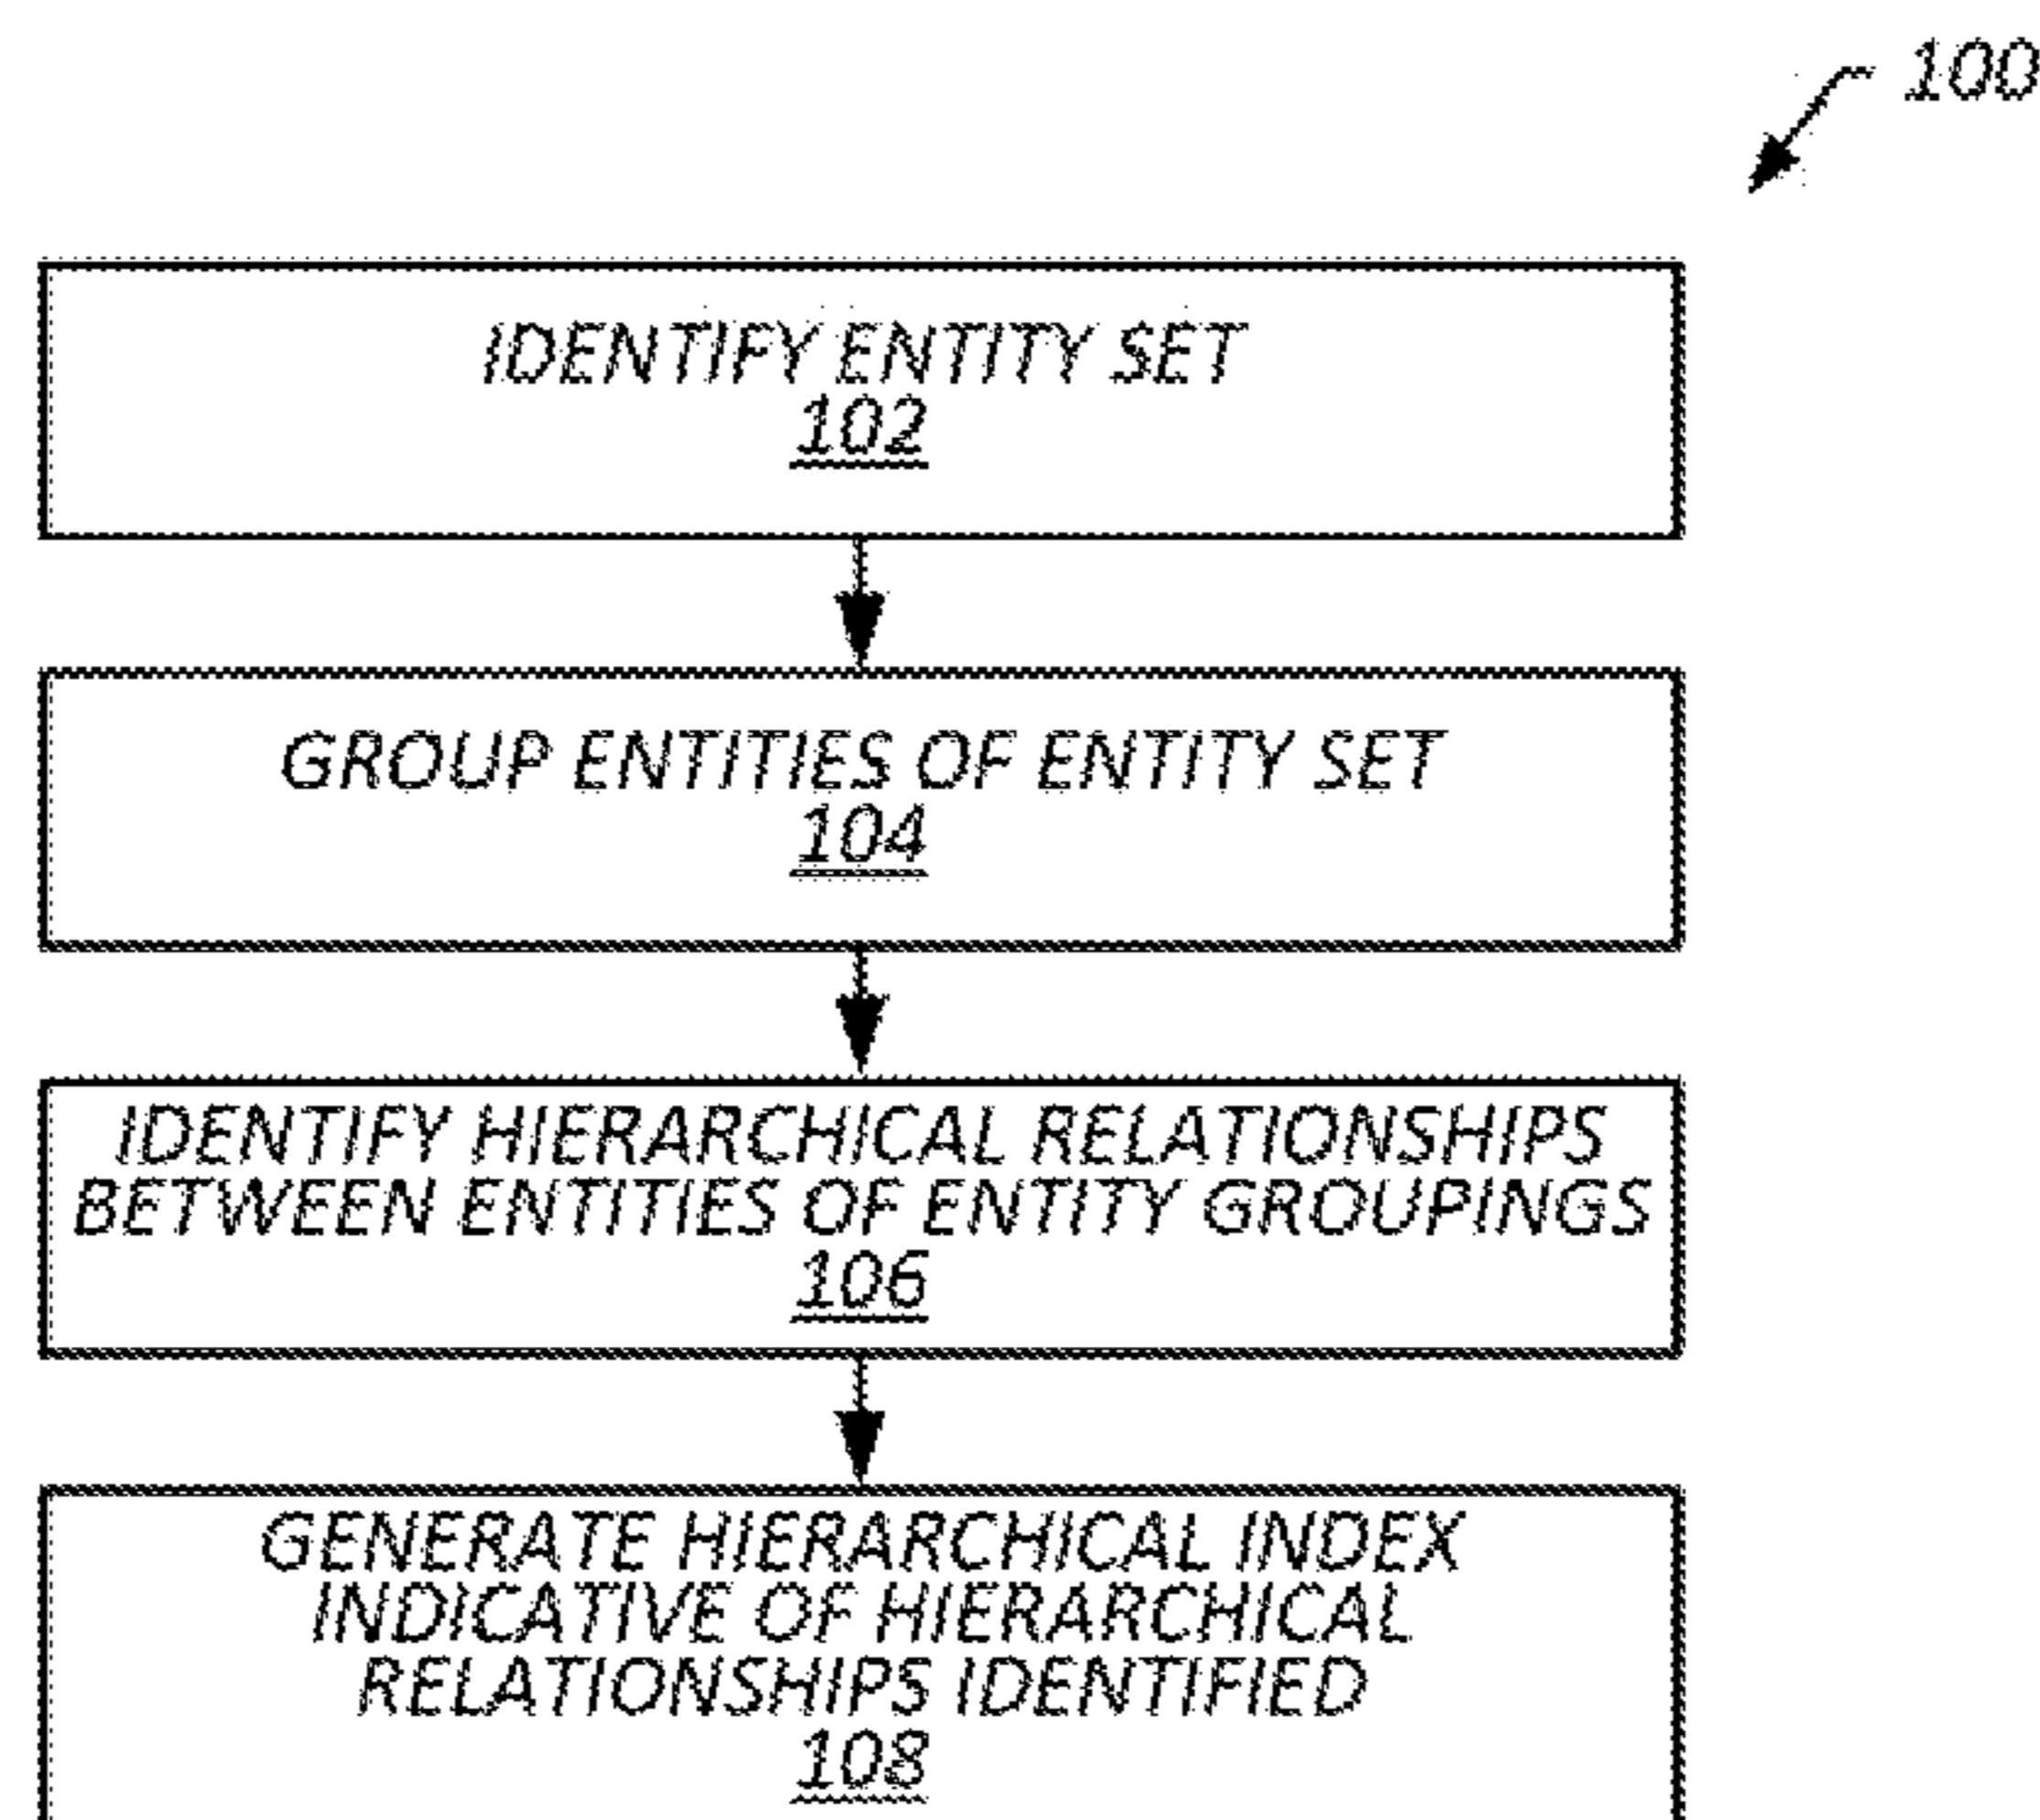 100
IDENTIFY ENTITY SET
102
GROUP ENTITIES OF ENTITY SET
104
IDENTIFY HIERARCHICAL RELATIONSHIPS
BETWEEN ENTITIES OF ENTITY GROUPINGS
106
GENERATE HIERARCHICAL INDEX
INDICATIVE OF HIERARCHICAL
RELATIONSHIPS IDENTIFIED
108